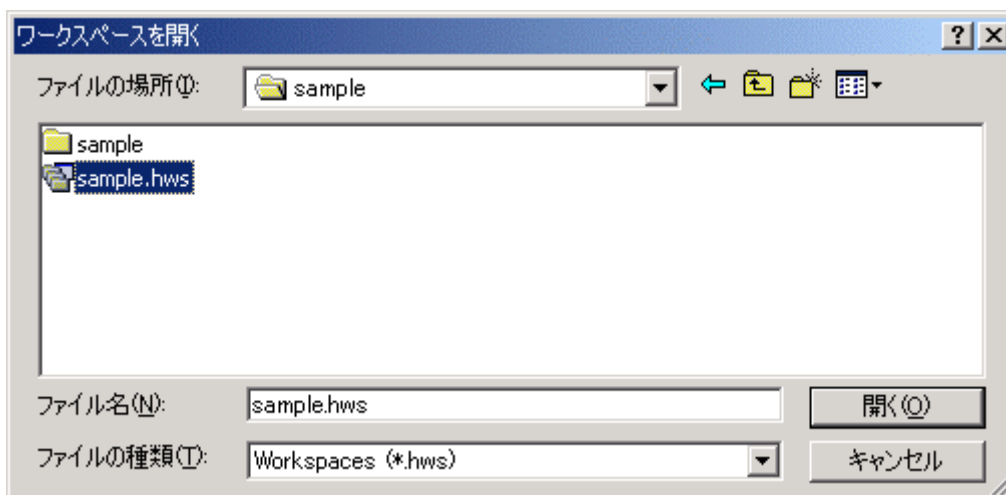 ワークスペースを開く
ファイルの場所(I): sample
sample
sample.hws
ファイル名(N): sample.hws 開く(O)
ファイルの種類(T): Workspaces (*.hws) キャンセル